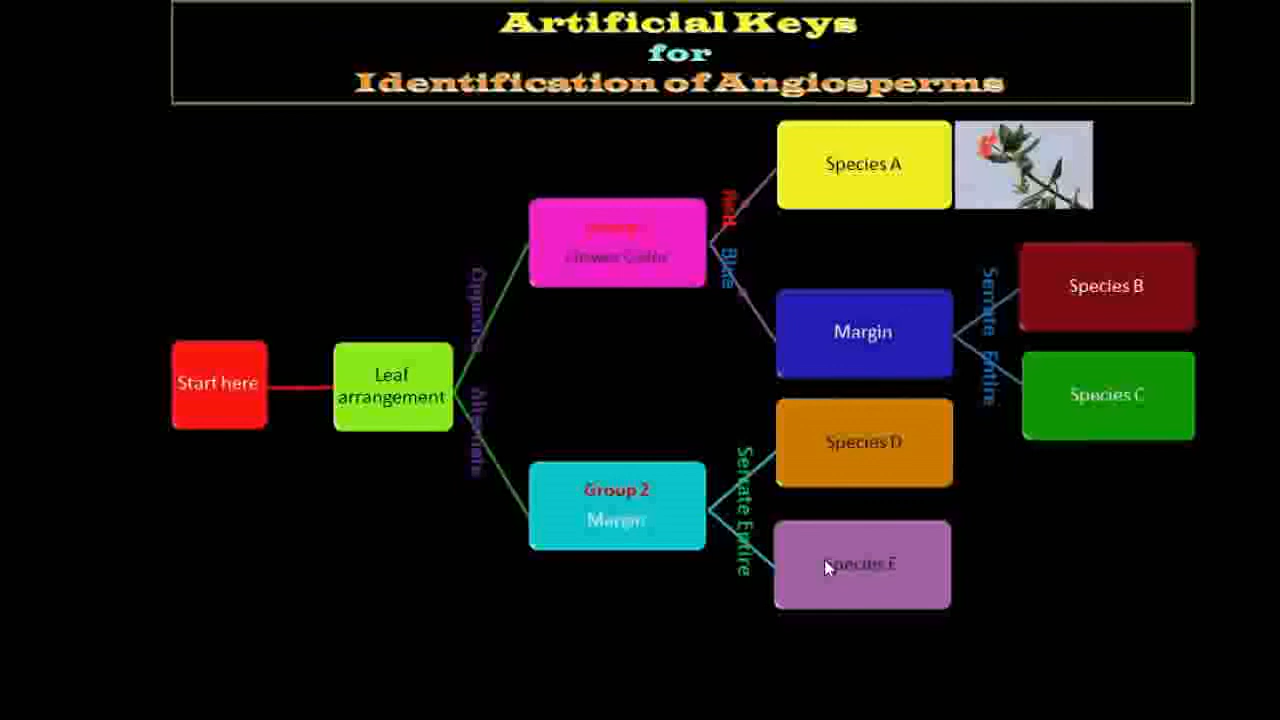 Artificial Keys
for
Identification of Angiosperms
Start here
Leaf
arrangement
Opposite
Alternate
Flower Color
Group 2
Margin
Red
Blue
Serrate Entire
Species A
Margin
Species D
Species E
Serrate Entire
Species B
Species C